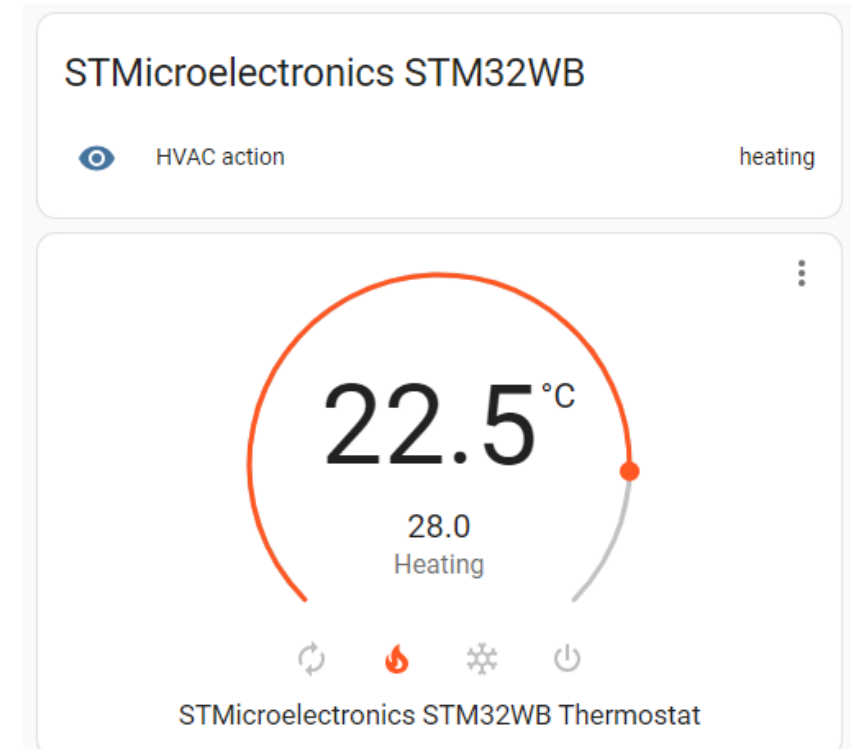 STMicroelectronics STM32WB
HVAC action heating
22.5 °C
28.0
Heating
STMicroelectronics STM32WB Thermostat